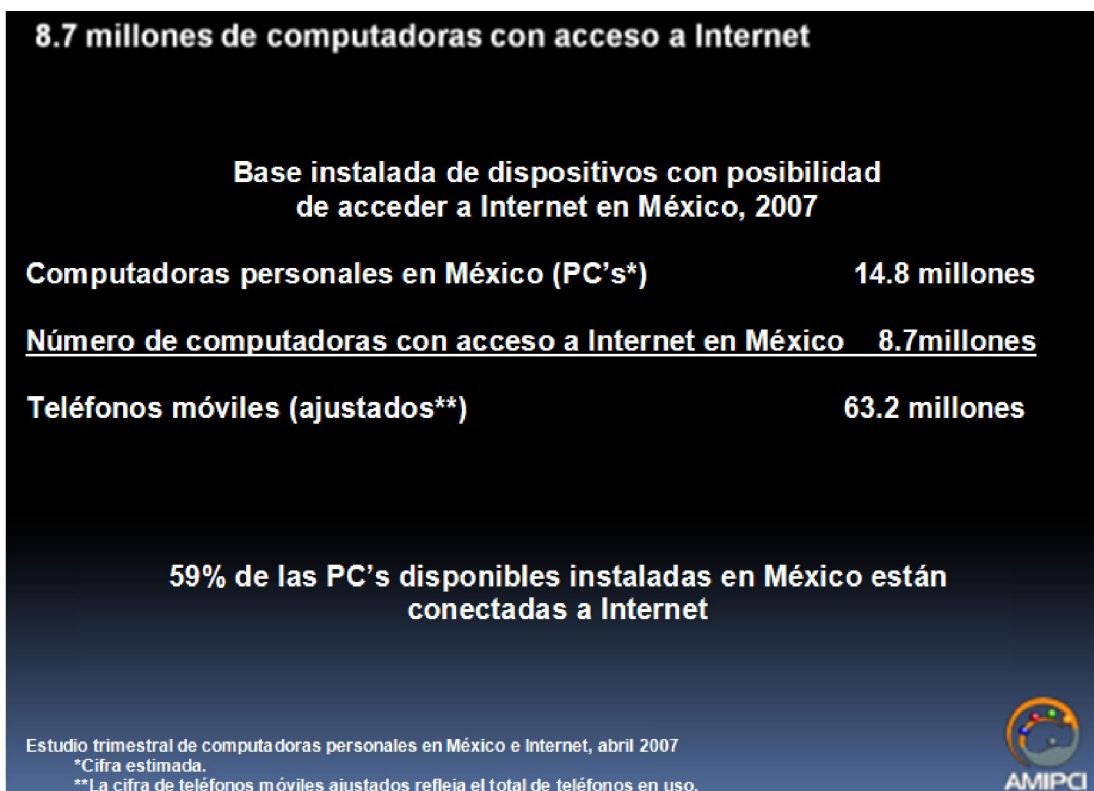 8.7 millones de computadoras con acceso a Internet
Base instalada de dispositivos con posibilidad
de acceder a Internet en México, 2007
Computadoras personales en México (PC's*) 14.8 millones
Número de computadoras con acceso a Internet en México 8.7millones
Teléfonos móviles (ajustados**) 63.2 millones
59% de las PC's disponibles instaladas en México están
conectadas a Internet
Estudio trimestral de computadoras personales en México e Internet, abril 2007
*Cifra estimada.
**La cifra de teléfonos móviles ajustados refleja el total de teléfonos en uso.
AMIPCI